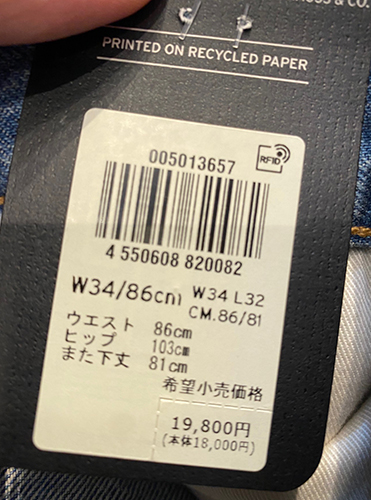 & CO.
PRINTED ON RECYCLED PAPER
005013657
RFID
4 550608 820082
W34/86cm W34 L32
CM.86/81
ウエスト 86cm
ヒップ 103cm
また下丈 81cm
希望小売価格
19,800円
(本体18,000円)